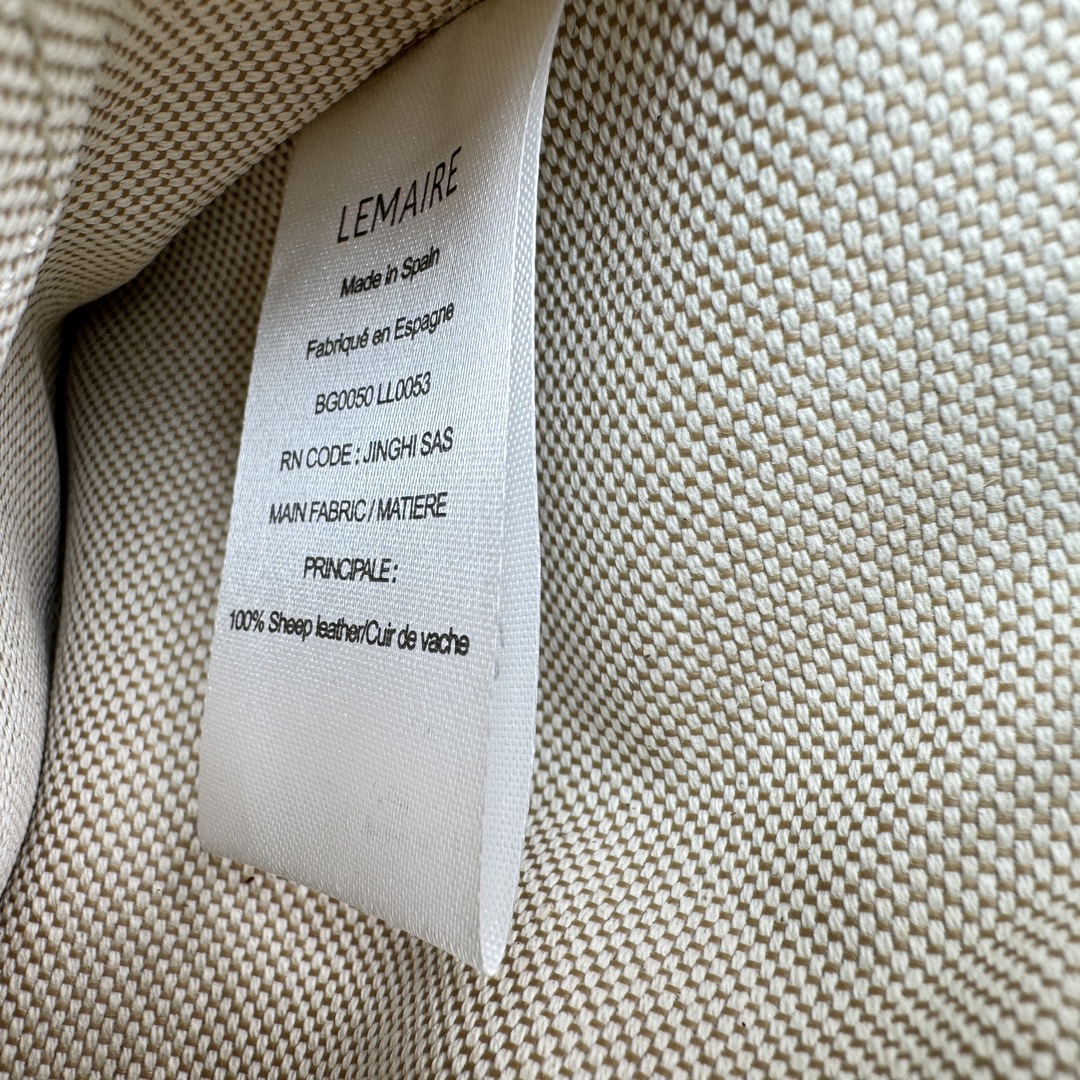 LEMAIRE
Made in Spain
Fabriqué en Espagne
BG0050 LL0053
RN CODE : JINGHI SAS
MAIN FABRIC / MATIERE
PRINCIPALE :
100% Sheep leather/Cuir de vache